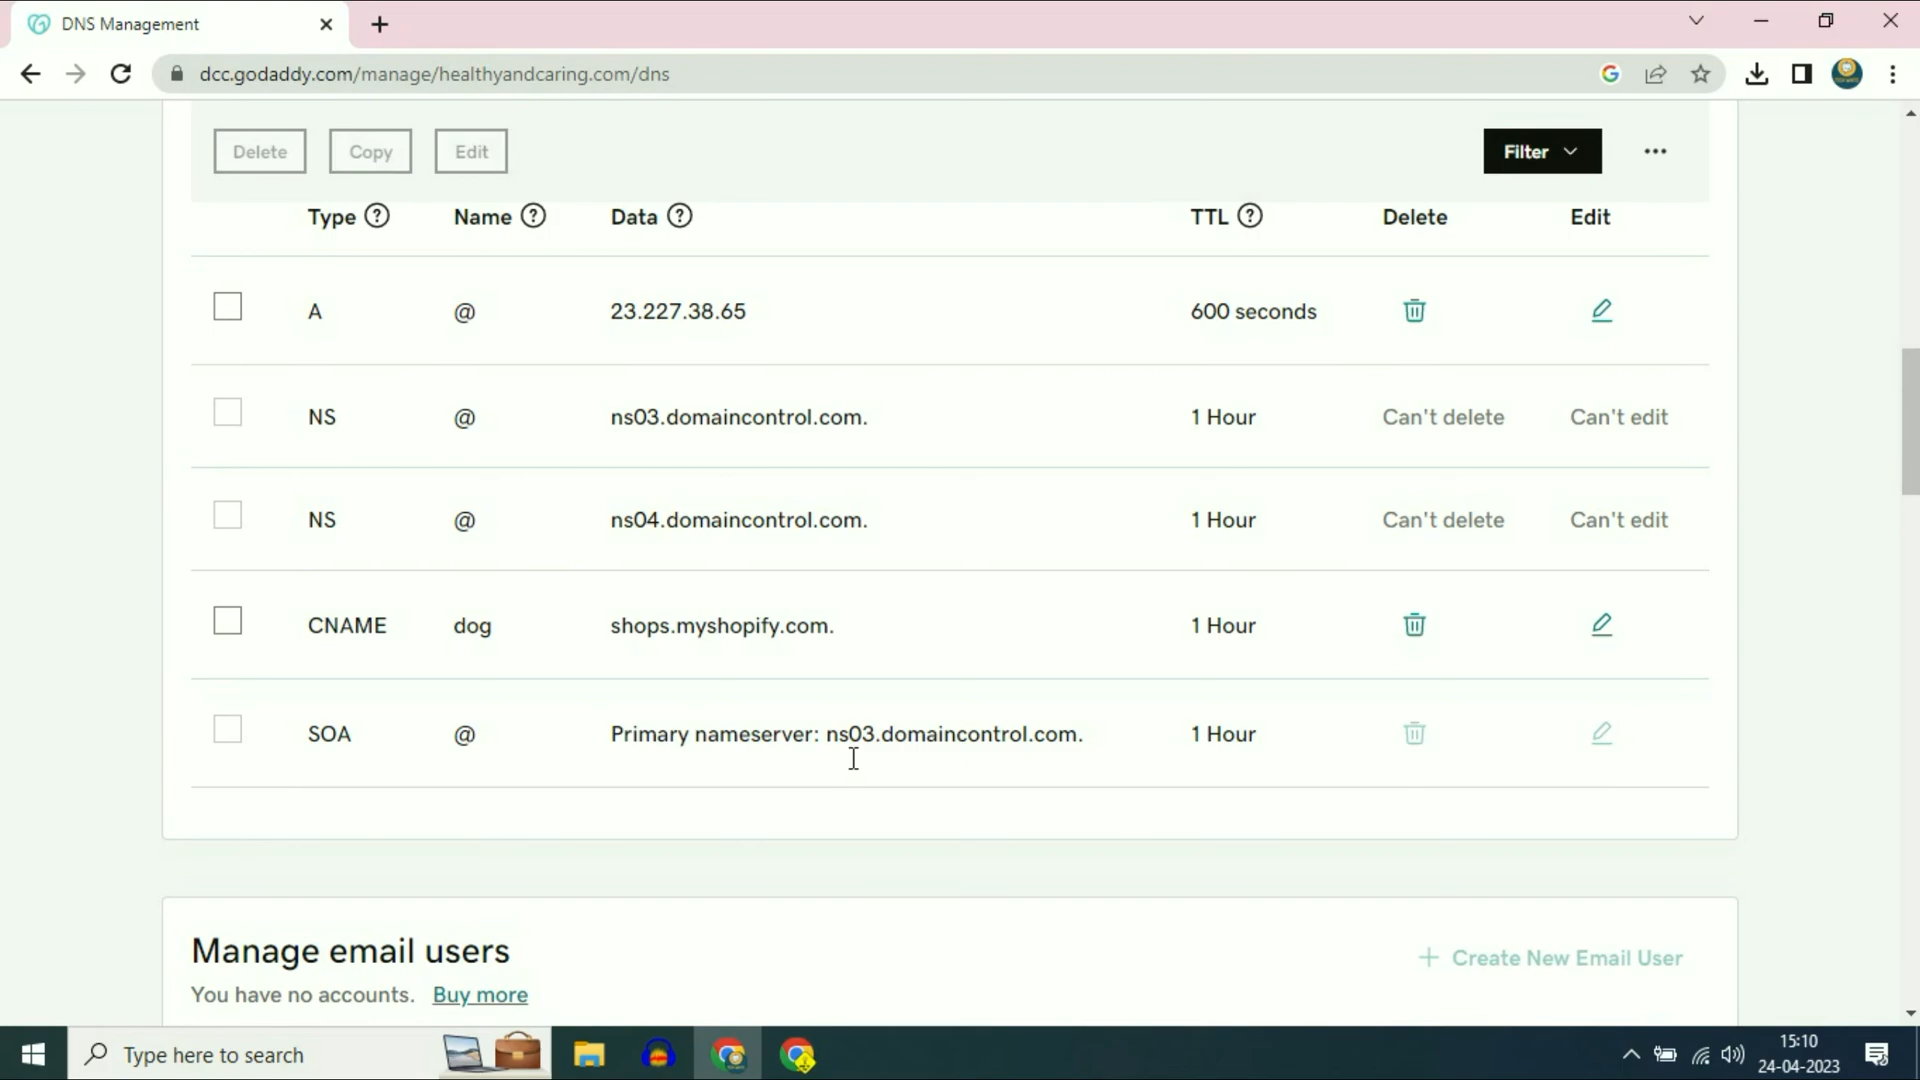 DNS Management
dcc.godaddy.com/manage/healthyandcaring.com/dns
Delete Copy Edit Filter
Type Name Data TTL Delete Edit
A @ 23.227.38.65 600 seconds
NS @ ns03.domaincontrol.com. 1 Hour Can't delete Can't edit
NS @ ns04.domaincontrol.com. 1 Hour Can't delete Can't edit
CNAME dog shops.myshopify.com. 1 Hour
SOA @ Primary nameserver: ns03.domaincontrol.com. 1 Hour
Manage email users
+ Create New Email User
You have no accounts. Buy more
Type here to search
15:10
24-04-2023